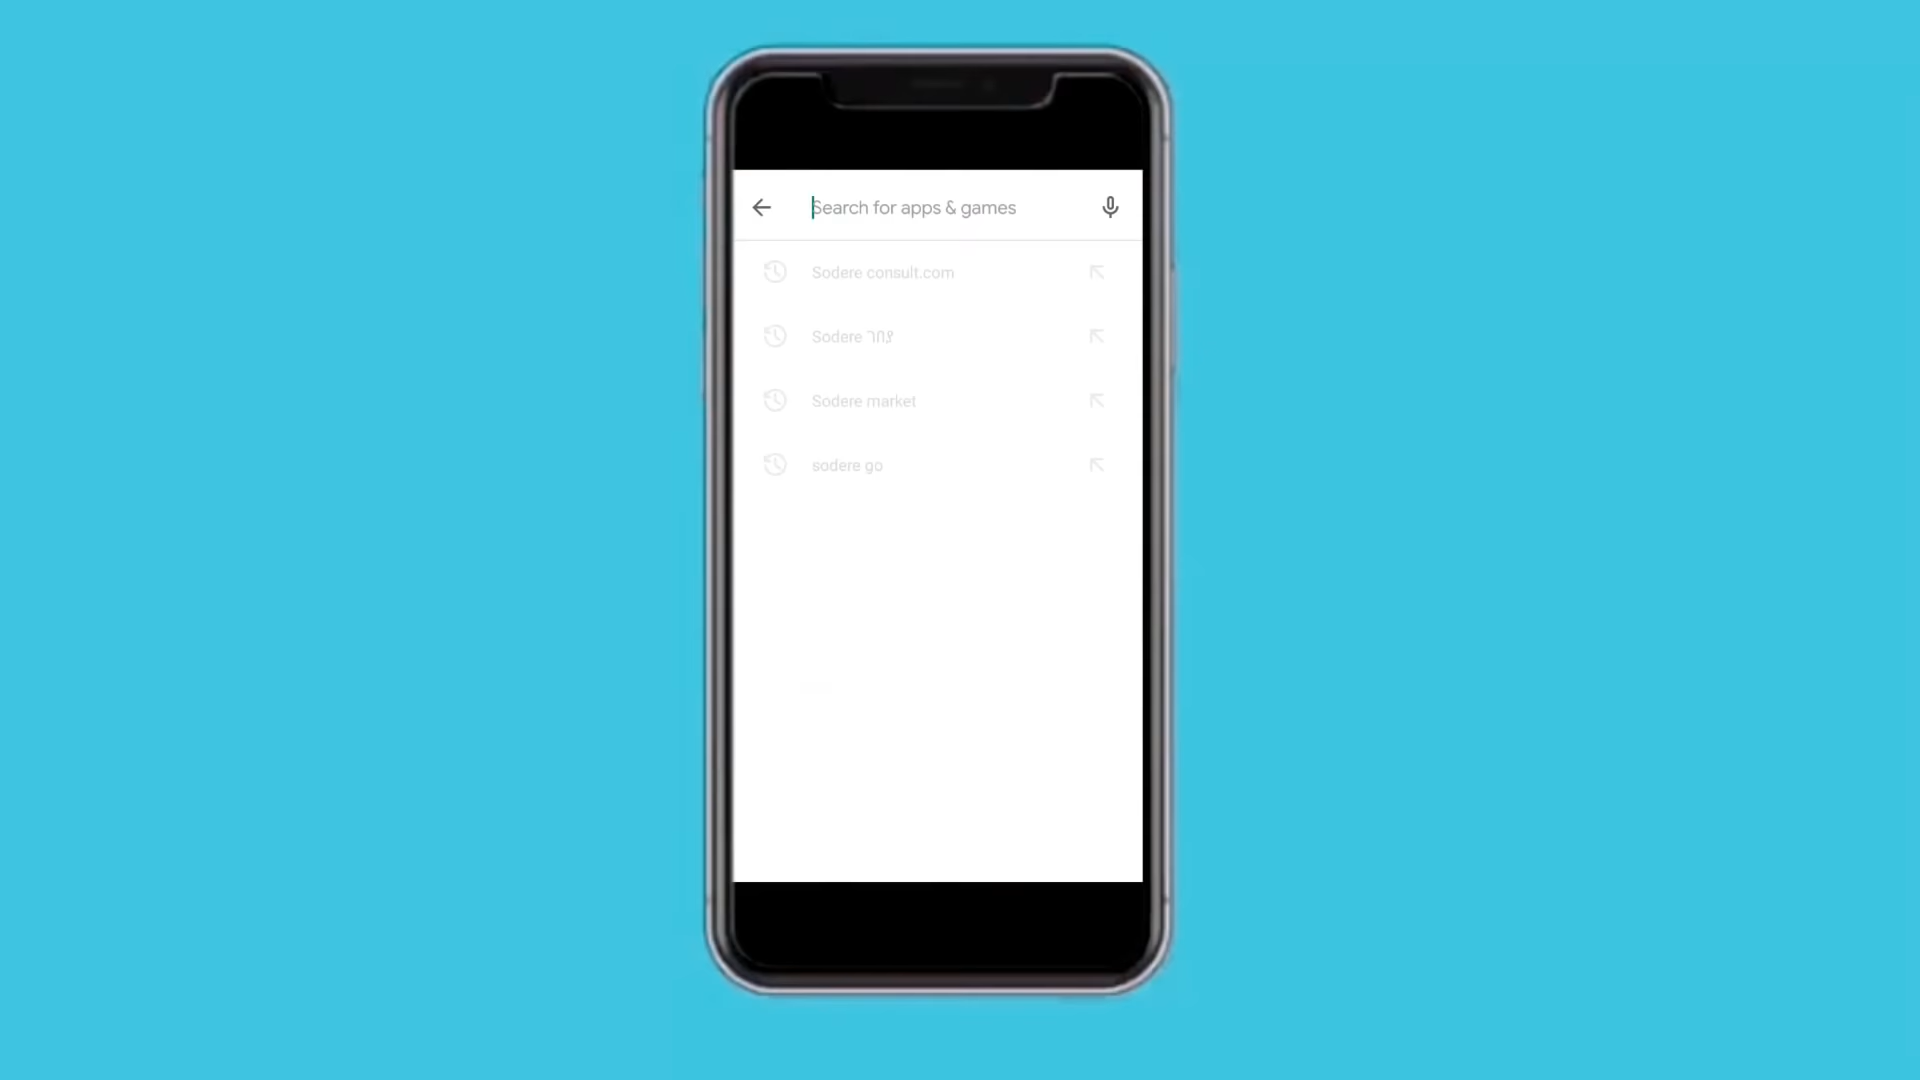 Search for apps & games
Sodere consult.com
Sodere ገበያ
Sodere market
sodere go